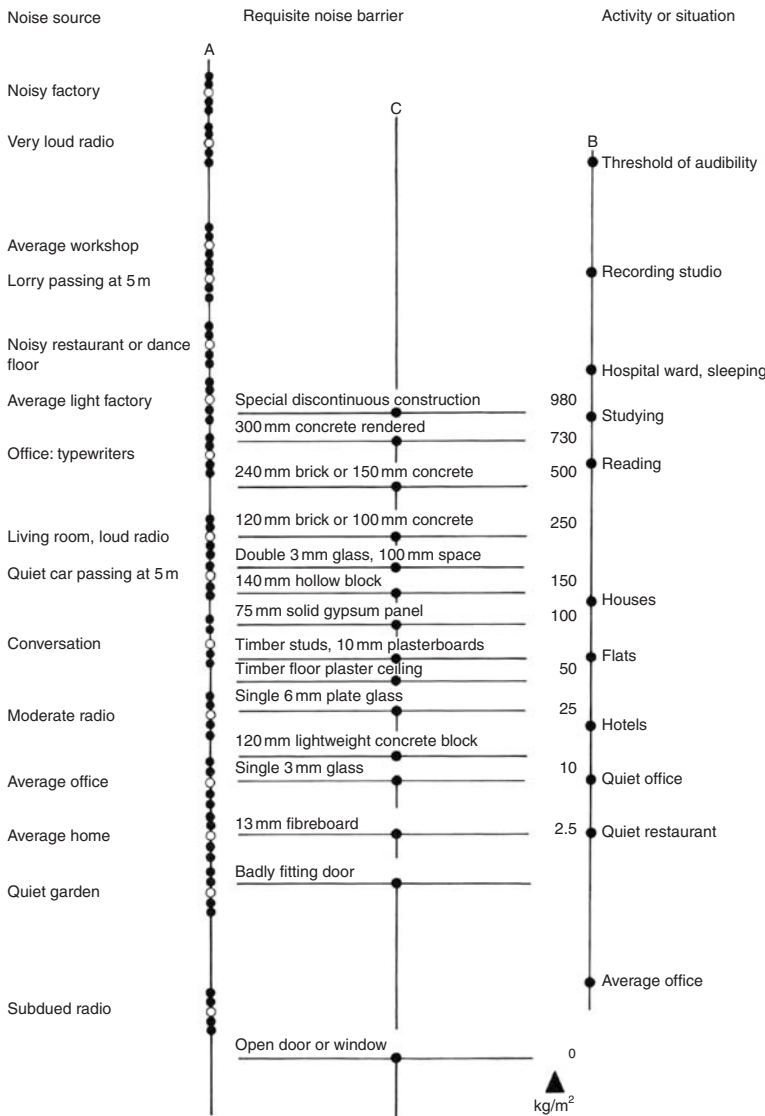 Noise source
Requisite noise barrier
Activity or situation
A
Noisy factory
C
Very loud radio
B
Threshold of audibility
Average workshop
Recording studio
Lorry passing at 5 m
Noisy restaurant or dance
floor
Hospital ward, sleeping
Average light factory
Special discontinuous construction
980
Studying
300 mm concrete rendered
730
Office: typewriters
Reading
240 mm brick or 150 mm concrete
500
120 mm brick or 100 mm concrete
250
Living room, loud radio
Double 3 mm glass, 100 mm space
Quiet car passing at 5 m
140 mm hollow block
150
Houses
75 mm solid gypsum panel
100
Conversation
Timber studs, 10 mm plasterboards
Flats
Timber floor plaster ceiling
50
Single 6 mm plate glass
25
Moderate radio
Hotels
120 mm lightweight concrete block
Single 3 mm glass
10
Average office
Quiet office
13 mm fibreboard
2.5
Average home
Quiet restaurant
Badly fitting door
Quiet garden
Average office
Subdued radio
Open door or window
0
kg/m²